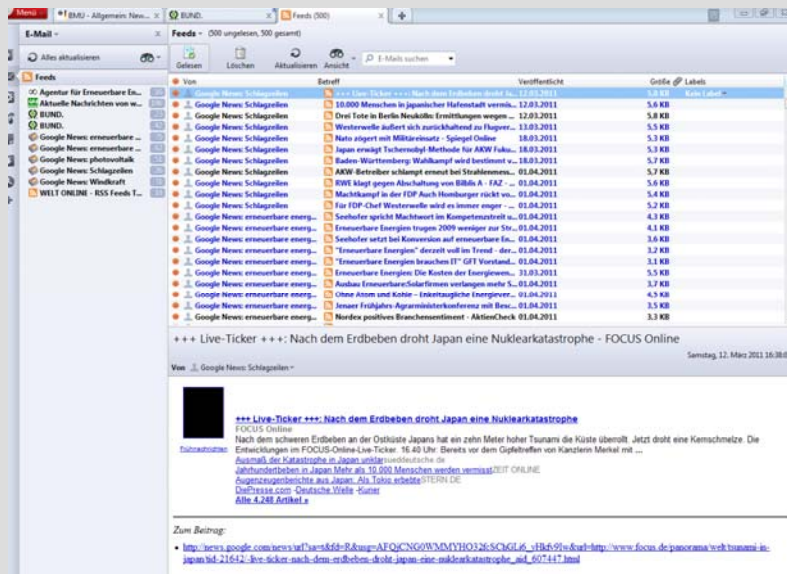 Menü
BMU - Allgemein: New...
BUND.
Feeds (500)
E-Mail
Feeds - (500 ungelesen, 500 gesamt)
Alles aktualisieren
Gelesen
Löschen
Aktualisieren
Ansicht
E-Mails suchen
Feeds
Agentur für Erneuerbare En...
Aktuelle Nachrichten von w...
BUND.
BUND.
Google News: erneuerbare ...
Google News: erneuerbare ...
Google News: photovoltaik
Google News: Schlagzeilen
Google News: Windkraft
WELT ONLINE - RSS Feeds T...
Von Betreff Veröffentlicht Größe Labels
Google News: Schlagzeilen +++ Live-Ticker +++: Nach dem Erdbeben droht Ja... 12.03.2011 5,8 KB Kein Label
Google News: Schlagzeilen 10.000 Menschen in japanischer Hafenstadt vermis... 12.03.2011 5,6 KB
Google News: Schlagzeilen Drei Tote in Berlin Neukölln: Ermittlungen wegen ... 12.03.2011 5,8 KB
Google News: Schlagzeilen Westerwelle äußert sich zurückhaltend zu Flugver... 13.03.2011 5,5 KB
Google News: Schlagzeilen Nato zögert mit Militäreinsatz - Spiegel Online 18.03.2011 5,3 KB
Google News: Schlagzeilen Japan erwägt Tschernobyl-Methode für AKW Fuku... 18.03.2011 5,3 KB
Google News: Schlagzeilen Baden-Württemberg: Wahlkampf wird bestimmt v... 18.03.2011 5,7 KB
Google News: Schlagzeilen AKW-Betreiber schlampt erneut bei Strahlenmess... 01.04.2011 5,7 KB
Google News: Schlagzeilen RWE klagt gegen Abschaltung von Biblis A - FAZ - ... 01.04.2011 5,6 KB
Google News: Schlagzeilen Machtkampf in der FDP Auch Homburger rückt vo... 01.04.2011 5,4 KB
Google News: Schlagzeilen Für FDP-Chef Westerwelle wird es immer enger - ... 01.04.2011 5,2 KB
Google News: erneuerbare energ... Seehofer spricht Machtwort im Kompetenzstreit u... 01.04.2011 4,3 KB
Google News: erneuerbare energ... Erneuerbare Energien trugen 2009 weniger zur Str... 01.04.2011 4,1 KB
Google News: erneuerbare energ... Seehofer setzt bei Konversion auf erneuerbare En... 01.04.2011 3,6 KB
Google News: erneuerbare energ... "Erneuerbare Energien" derzeit voll im Trend - der... 01.04.2011 3,2 KB
Google News: erneuerbare energ... "Erneuerbare Energien brauchen IT" GFT Vorstand... 01.04.2011 3,1 KB
Google News: erneuerbare energ... Erneuerbare Energien: Die Kosten der Energiewen... 31.03.2011 5,5 KB
Google News: erneuerbare energ... Ausbau Erneuerbare:Solarfirmen verlangen mehr S... 01.04.2011 3,7 KB
Google News: erneuerbare energ... Ohne Atom und Kohle – Enkeltaugliche Energiever... 01.04.2011 4,5 KB
Google News: erneuerbare energ... Jenaer Frühjahrs-Agrarministerkonferenz mit Besc... 01.04.2011 3,5 KB
Google News: erneuerbare energ... Nordex positives Branchensentiment - AktienCheck 01.04.2011 3,3 KB
+++ Live-Ticker +++: Nach dem Erdbeben droht Japan eine Nuklearkatastrophe - FOCUS Online
Samstag, 12. März 2011 16:38:0
Von Google News: Schlagzeilen
+++ Live-Ticker +++: Nach dem Erdbeben droht Japan eine Nuklearkatastrophe
FOCUS Online
Nach dem schweren Erdbeben an der Ostküste Japans hat ein zehn Meter hoher Tsunami die Küste überrollt. Jetzt droht eine Kernschmelze. Die
Frühnachrichten Entwicklungen im FOCUS-Online-Live-Ticker. 16.40 Uhr: Bereits vor dem Gipfeltreffen von Kanzlerin Merkel mit ...
Ausmaß der Katastrophe in Japan unklar sueddeutsche.de
Jahrhundertbeben in Japan Mehr als 10 000 Menschen werden vermisst ZEIT ONLINE
Augenzeugenberichte aus Japan: Als Tokio erbebte STERN.DE
DiePresse.com -Deutsche Welle -Kurier
Alle 4.248 Artikel »
Zum Beitrag: